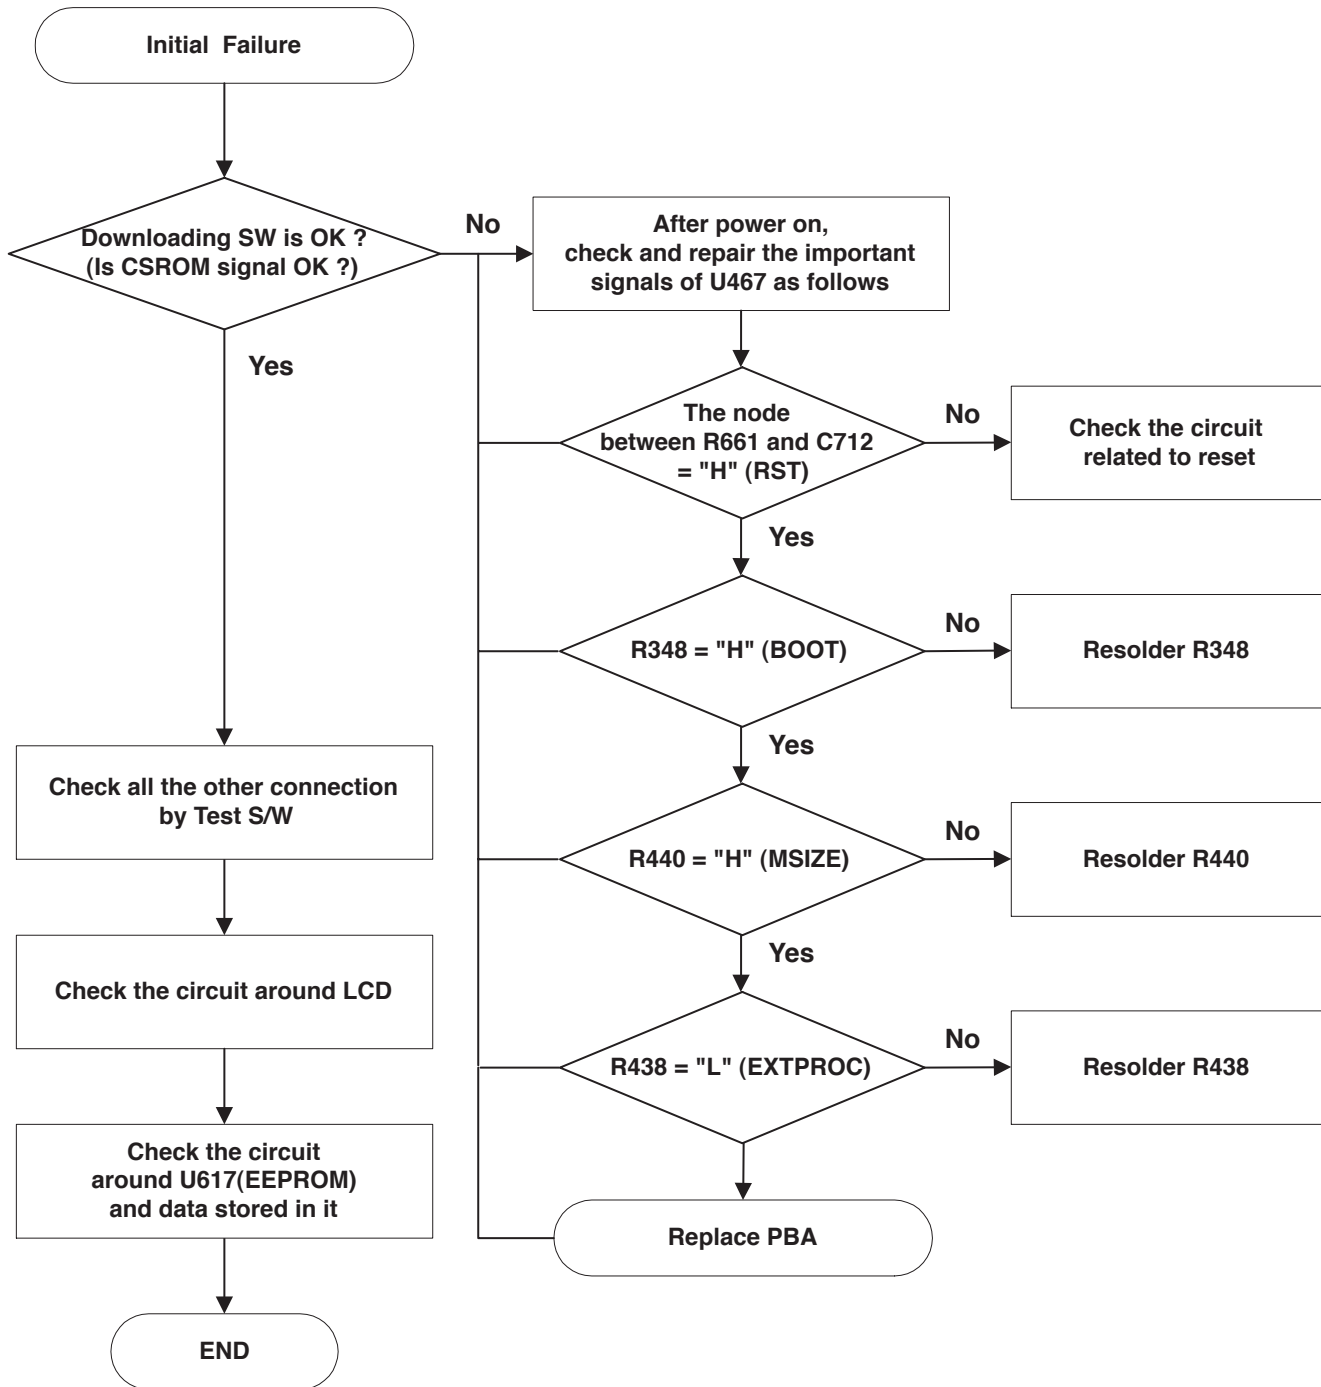 Initial Failure
Downloading SW is OK ?
(Is CSROM signal OK ?)
No
After power on,
check and repair the important
signals of U467 as follows
Yes
The node
between R661 and C712
= "H" (RST)
No
Check the circuit
related to reset
Yes
R348 = "H" (BOOT)
No
Resolder R348
Yes
Check all the other connection
by Test S/W
R440 = "H" (MSIZE)
No
Resolder R440
Yes
Check the circuit around LCD
R438 = "L" (EXTPROC)
No
Resolder R438
Check the circuit
around U617(EEPROM)
and data stored in it
Replace PBA
END